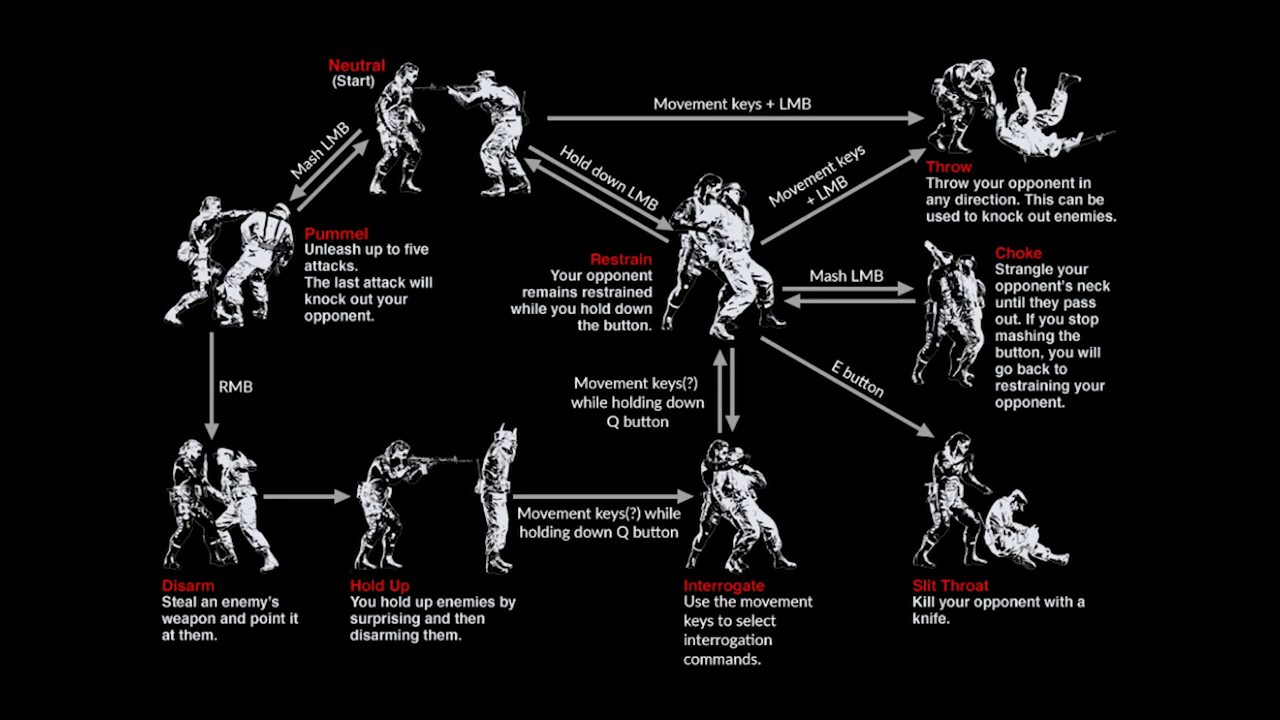 Neutral
(Start)
Movement keys + LMB
Mash LMB
Hold down LMB
Movement keys
+ LMB
Throw
Throw your opponent in
any direction. This can be
used to knock out enemies.
Pummel
Unleash up to five
attacks.
The last attack will
knock out your
opponent.
Restrain
Your opponent
remains restrained
while you hold down
the button.
Mash LMB
Choke
Strangle your
opponent's neck
until they pass
out. If you stop
mashing the
button, you will
go back to
restraining your
opponent.
RMB
Movement keys(?)
while holding down
Q button
E button
Movement keys(?) while
holding down Q button
Disarm
Steal an enemy's
weapon and point it
at them.
Hold Up
You hold up enemies by
surprising and then
disarming them.
Interrogate
Use the movement
keys to select
interrogation
commands.
Slit Throat
Kill your opponent with a
knife.